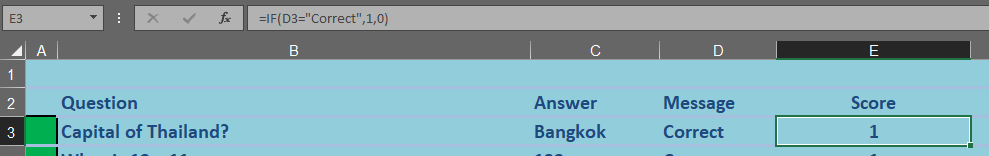 E3 fx =IF(D3="Correct",1,0)
A B C D E
1
2 Question Answer Message Score
3 Capital of Thailand? Bangkok Correct 1